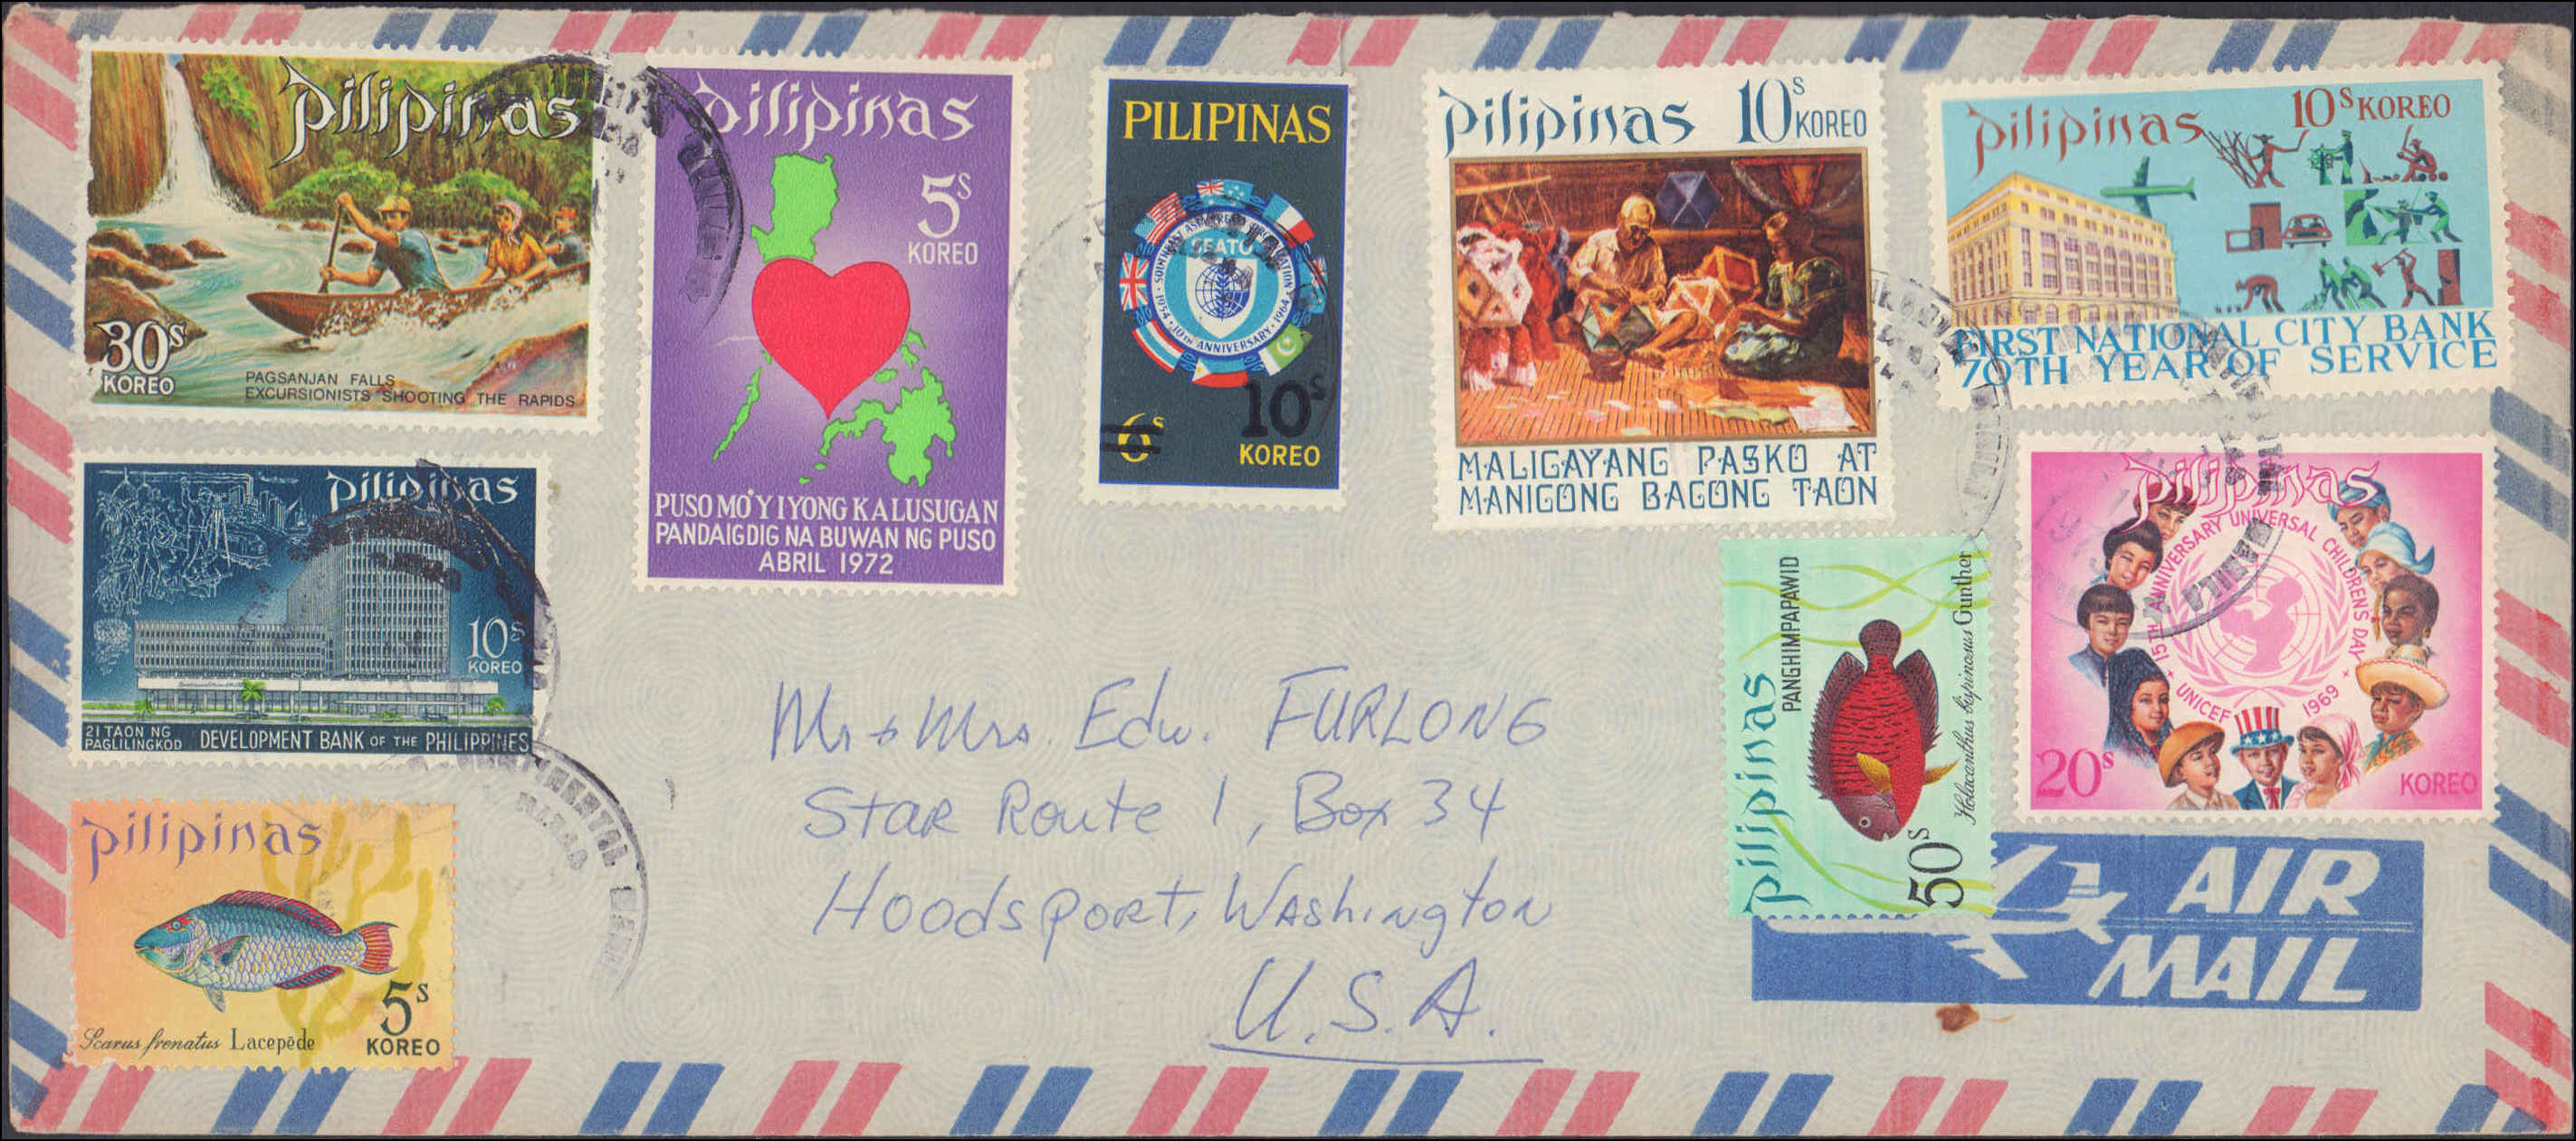 pilipinas
30s
KOREO
PAGSANJAN FALLS
EXCURSIONISTS SHOOTING THE RAPIDS
pilipinas
5s
KOREO
PUSO MO'Y IYONG KALUSUGAN
PANDAIGDIG NA BUWAN NG PUSO
ABRIL 1972
PILIPINAS
SEATO
1954 · 10TH ANNIVERSARY · 1964
6s
10s
KOREO
pilipinas 10s KOREO
MALIGAYANG PASKO AT
MANIGONG BAGONG TAON
pilipinas 10s KOREO
FIRST NATIONAL CITY BANK
70TH YEAR OF SERVICE
pilipinas
10s
KOREO
21 TAON NG
PAGLILINGKOD
DEVELOPMENT BANK OF THE PHILIPPINES
pilipinas
15TH ANNIVERSARY UNIVERSAL CHILDREN'S DAY
UNICEF 1969
20s
KOREO
MANILA
pilipinas
PANGHIMPAPAWID
50s
Holacanthus bispinosus Gunther
pilipinas
5s
KOREO
Scarus frenatus Lacepède
Mr + Mrs. Edw. FURLONG
Star Route 1, Box 34
Hoodsport, Washington
U.S.A.
AIR
MAIL